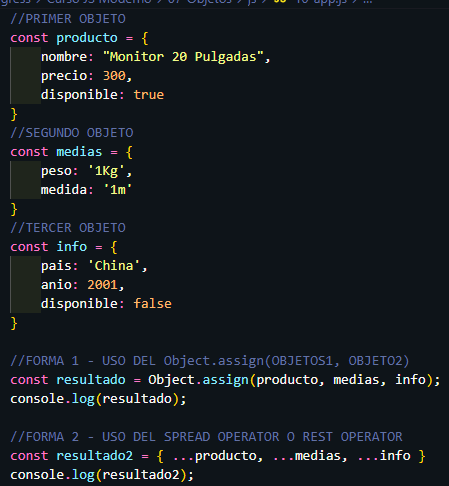 //PRIMER OBJETO
const producto = {
nombre: "Monitor 20 Pulgadas",
precio: 300,
disponible: true
}
//SEGUNDO OBJETO
const medias = {
peso: '1Kg',
medida: '1m'
}
//TERCER OBJETO
const info = {
pais: 'China',
anio: 2001,
disponible: false
}
//FORMA 1 - USO DEL Object.assign(OBJETOS1, OBJETO2)
const resultado = Object.assign(producto, medias, info);
console.log(resultado);
//FORMA 2 - USO DEL SPREAD OPERATOR O REST OPERATOR
const resultado2 = { ...producto, ...medias, ...info }
console.log(resultado2);